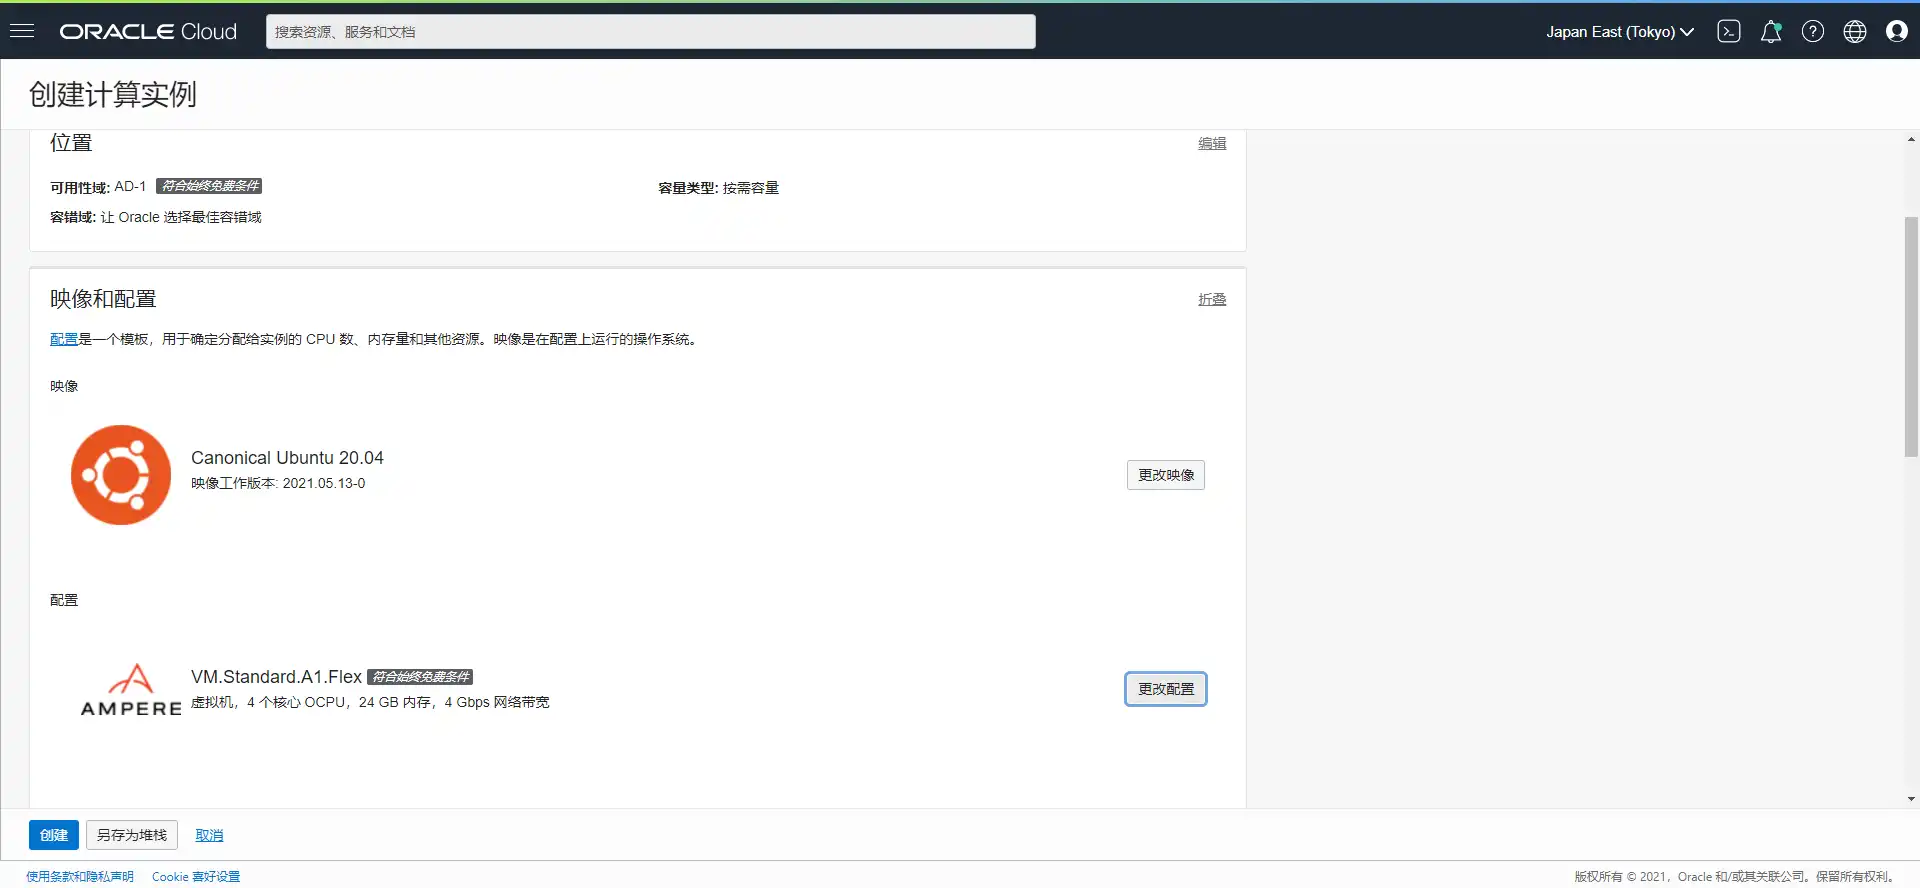 ORACLE Cloud
搜索资源、服务和文档
Japan East (Tokyo)
创建计算实例
位置
编辑
可用性域: AD-1 符合始终免费条件
容量类型: 按需容量
容错域: 让 Oracle 选择最佳容错域
映像和配置
折叠
配置是一个模板，用于确定分配给实例的 CPU 数、内存量和其他资源。映像是在配置上运行的操作系统。
映像
Canonical Ubuntu 20.04
映像工作版本: 2021.05.13-0
更改映像
配置
AMPERE
VM.Standard.A1.Flex 符合始终免费条件
虚拟机，4 个核心 OCPU，24 GB 内存，4 Gbps 网络带宽
更改配置
创建
另存为堆栈
取消
使用条款和隐私声明
Cookie 喜好设置
版权所有 © 2021，Oracle 和/或其关联公司。保留所有权利。